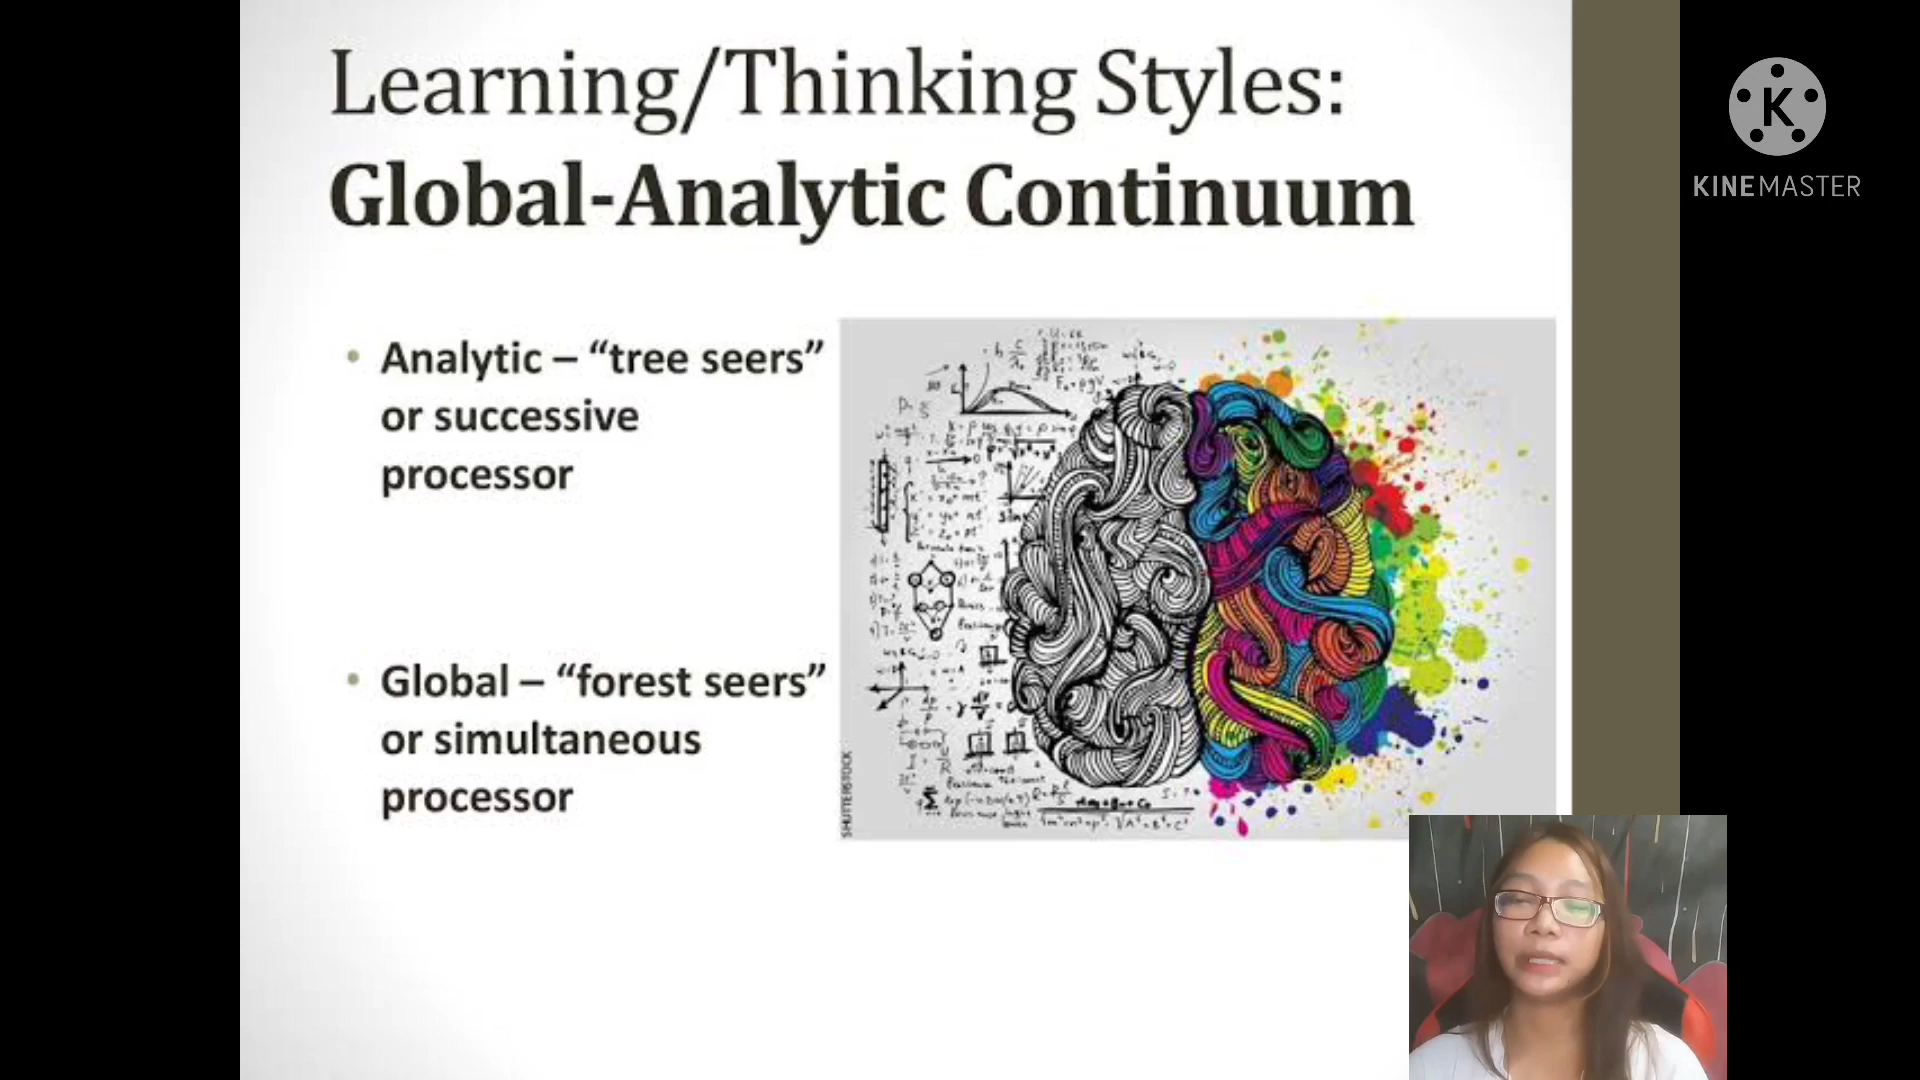 Learning/Thinking Styles:
Global-Analytic Continuum
K
KINEMASTER
• Analytic – “tree seers”
or successive
processor
• Global – “forest seers”
or simultaneous
processor
SHUTTERSTOCK